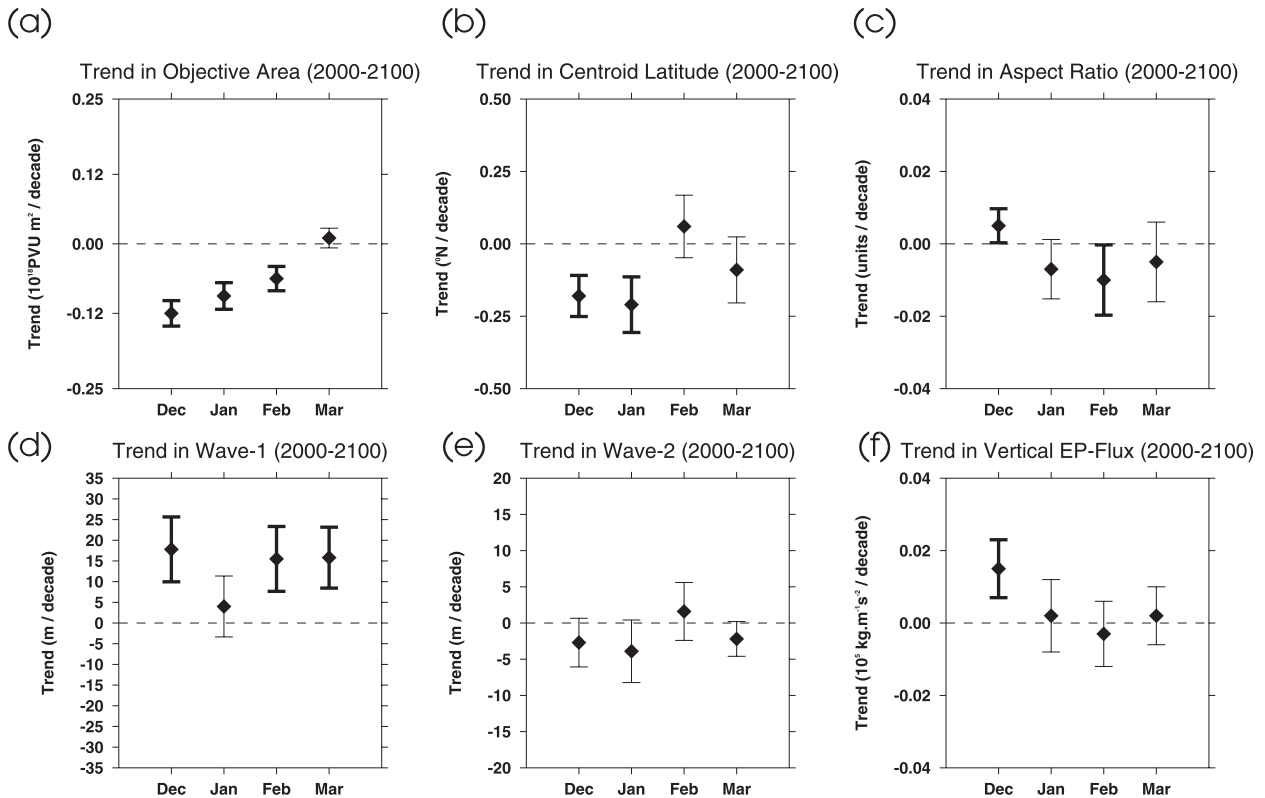 (a)
Trend in Objective Area (2000-2100)
Trend (10¹⁸PVU m² / decade)
0.25
0.12
0.00
-0.12
-0.25
Dec Jan Feb Mar
(b)
Trend in Centroid Latitude (2000-2100)
Trend (⁰N / decade)
0.50
0.25
0.00
-0.25
-0.50
Dec Jan Feb Mar
(c)
Trend in Aspect Ratio (2000-2100)
Trend (units / decade)
0.04
0.02
0.00
-0.02
-0.04
Dec Jan Feb Mar
(d)
Trend in Wave-1 (2000-2100)
Trend (m / decade)
35
30
25
20
15
10
5
0
-5
-10
-15
-20
-25
-30
-35
Dec Jan Feb Mar
(e)
Trend in Wave-2 (2000-2100)
Trend (m / decade)
20
15
10
5
0
-5
-10
-15
-20
Dec Jan Feb Mar
(f)
Trend in Vertical EP-Flux (2000-2100)
Trend (10⁵ kg.m⁻¹s⁻² / decade)
0.04
0.02
0.00
-0.02
-0.04
Dec Jan Feb Mar